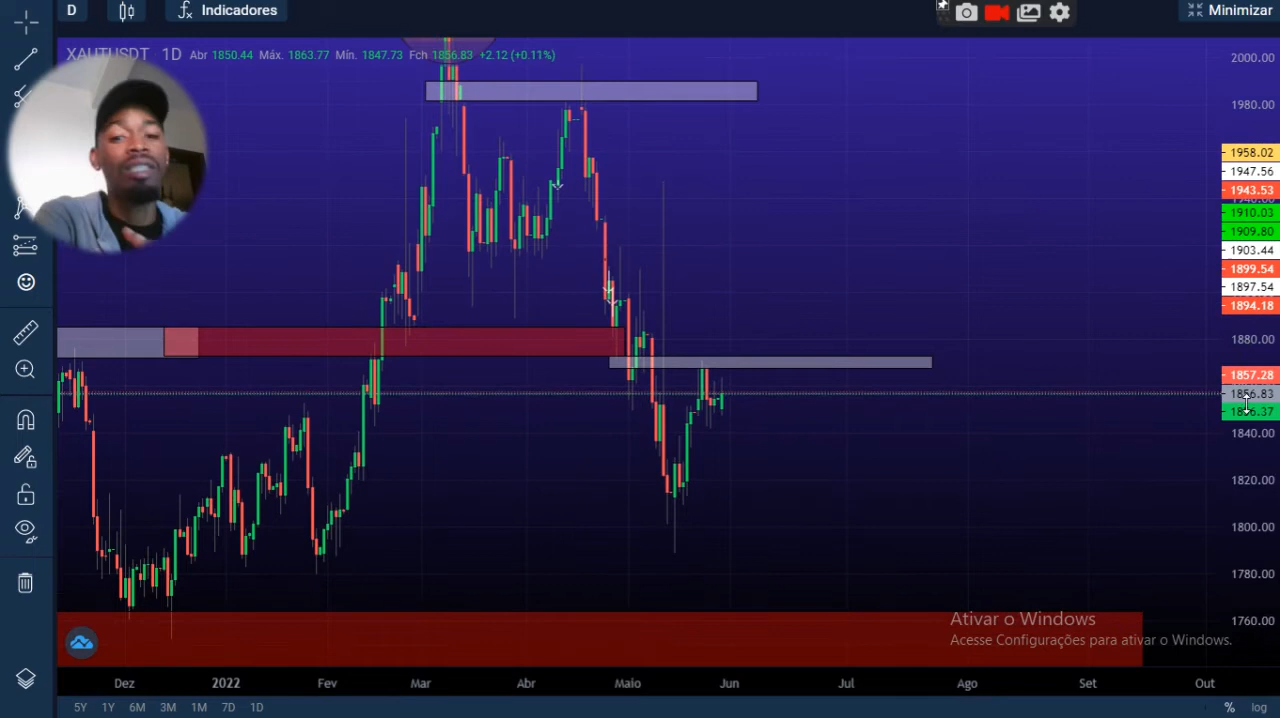 D
Indicadores
Minimizar
XAUTUSDT 1D Abr 1850.44 Máx. 1863.77 Mín. 1847.73 Fch 1856.83 +2.12 (+0.11%)
2000.00
1980.00
1958.02
1947.56
1943.53
1910.03
1909.80
1903.44
1899.54
1897.54
1894.18
1880.00
1857.28
1856.83
1840.00
1820.00
1800.00
1780.00
1760.00
Ativar o Windows
Acesse Configurações para ativar o Windows.
Dez 2022 Fev Mar Abr Maio Jun Jul Ago Set Out
5Y 1Y 6M 3M 1M 7D 1D % log